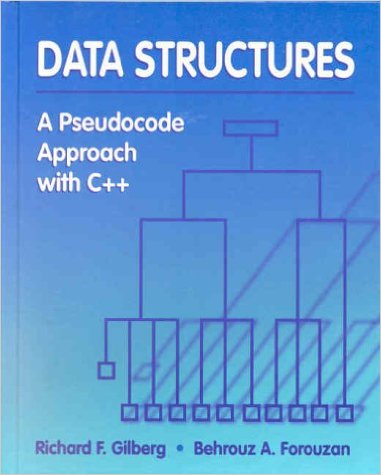 DATA STRUCTURES
A Pseudocode
Approach
with C++
Richard F. Gilberg • Behrouz A. Forouzan